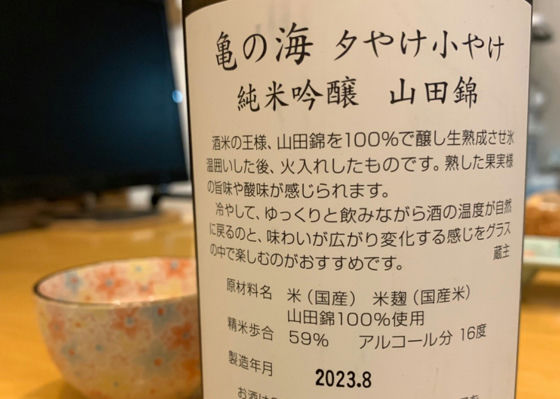 亀の海 夕やけ小やけ
純米吟醸 山田錦
酒米の王様、山田錦を100%で醸し生熟成させ氷
温囲いした後、火入れしたものです。熟した果実様
の旨味や酸味が感じられます。
冷やして、ゆっくりと飲みながら酒の温度が自然
に戻るのと、味わいが広がり変化する感じをグラス
の中で楽しむのがおすすめです。 蔵主
原材料名 米(国産) 米麹(国産米)
山田錦100%使用
精米歩合 59% アルコール分 16度
製造年月 2023.8
お酒は